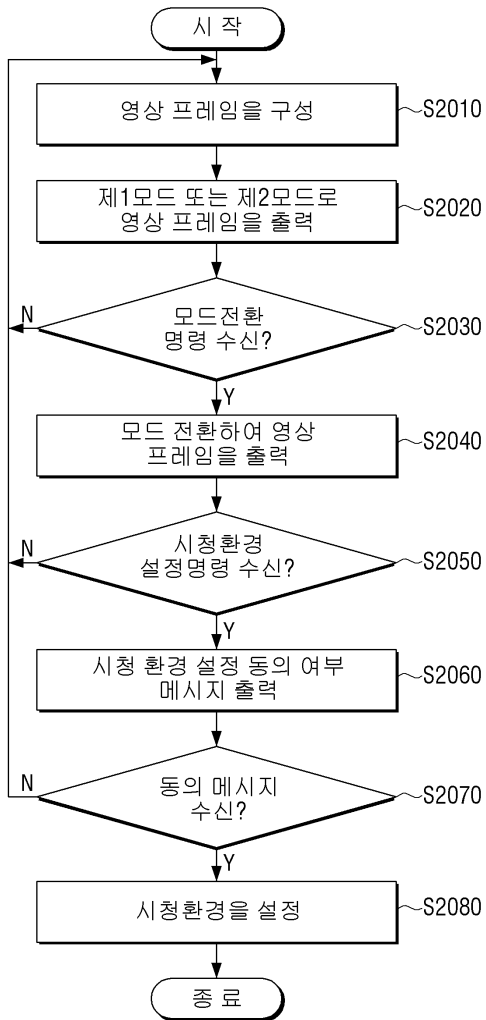 시 작
영상 프레임을 구성
S2010
제1모드 또는 제2모드로
영상 프레임을 출력
S2020
모드전환
명령 수신?
S2030
N
Y
모드 전환하여 영상
프레임을 출력
S2040
시청환경
설정명령 수신?
S2050
N
Y
시청 환경 설정 동의 여부
메시지 출력
S2060
동의 메시지
수신?
S2070
N
Y
시청환경을 설정
S2080
종 료